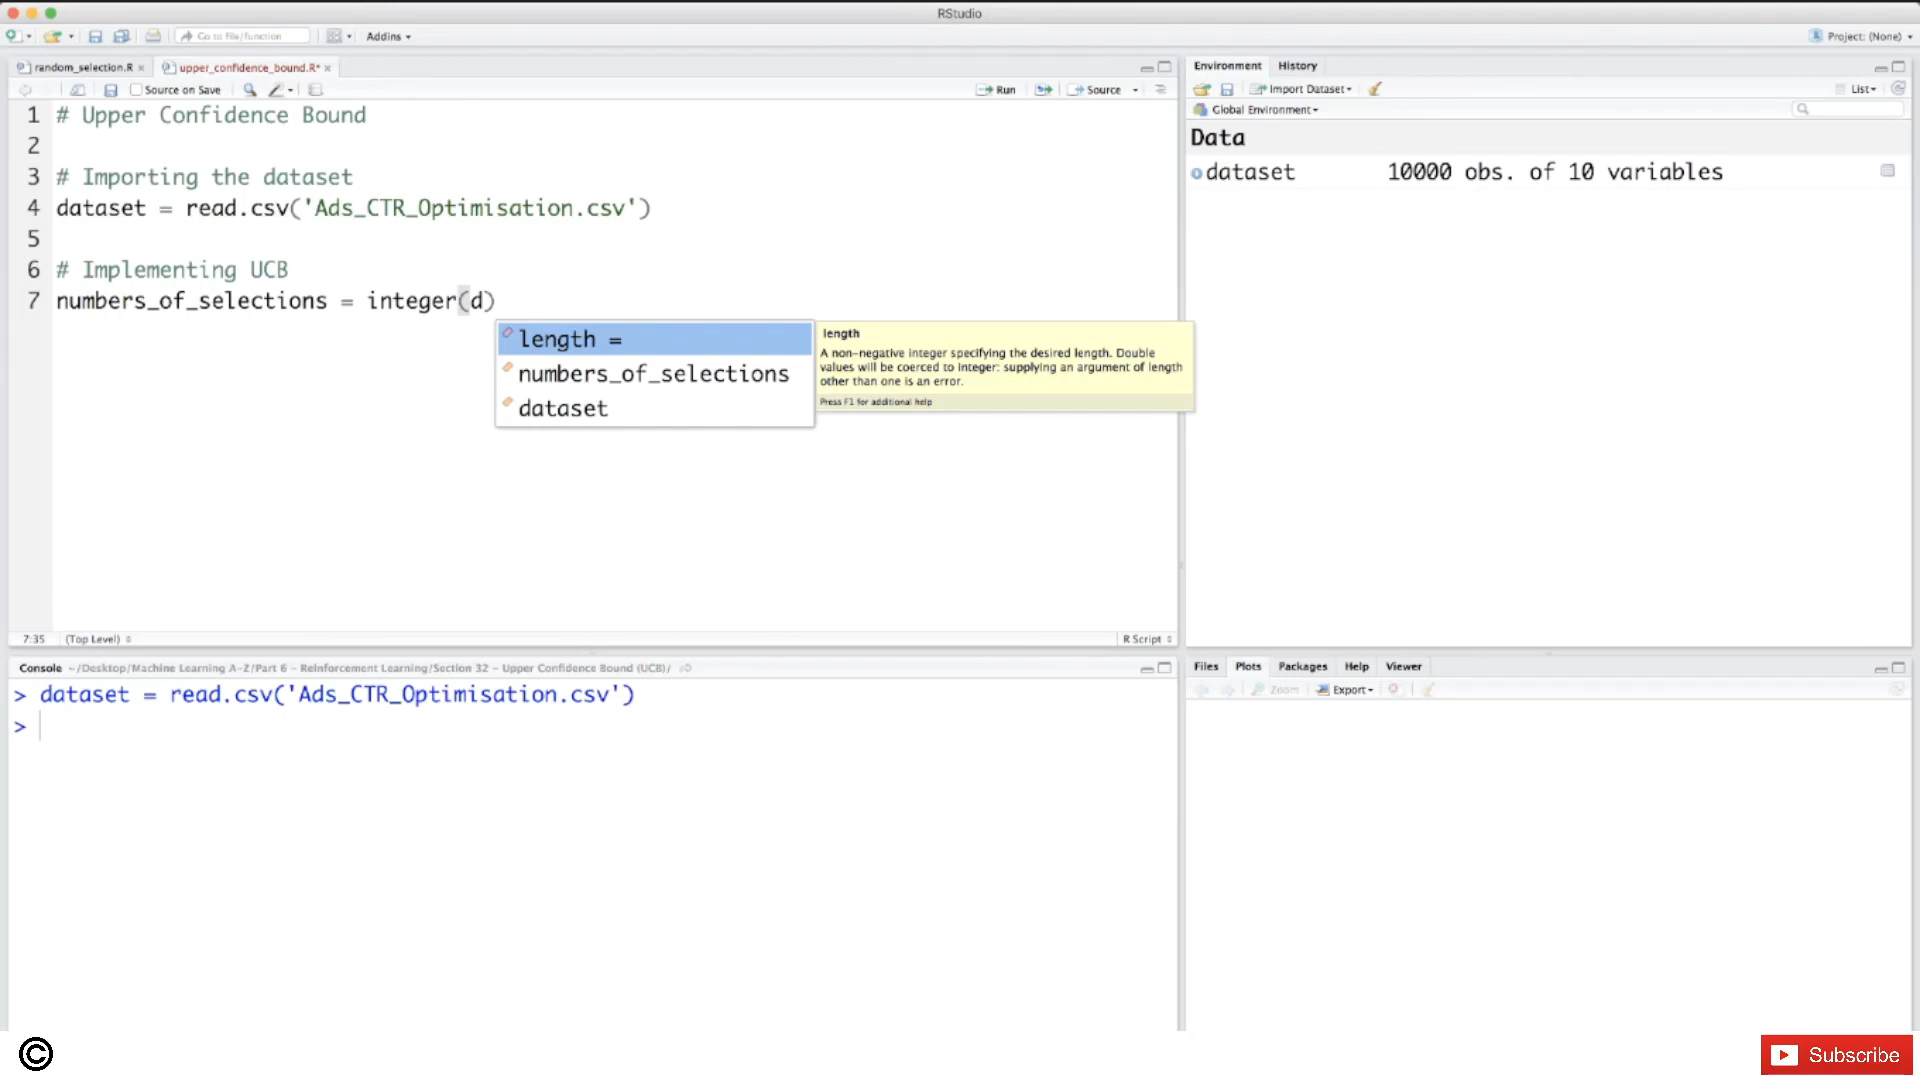 RStudio
Go to file/function
Addins
Project: (None)
random_selection.R
upper_confidence_bound.R*
Source on Save
Run
Source
1 # Upper Confidence Bound
2
3 # Importing the dataset
4 dataset = read.csv('Ads_CTR_Optimisation.csv')
5
6 # Implementing UCB
7 numbers_of_selections = integer(d)
length =
numbers_of_selections
dataset
length
A non-negative integer specifying the desired length. Double
values will be coerced to integer: supplying an argument of length
other than one is an error.
Press F1 for additional help
7:35 (Top Level)
R Script
Environment History
Import Dataset
List
Global Environment
Data
dataset 10000 obs. of 10 variables
Console ~/Desktop/Machine Learning A-Z/Part 6 - Reinforcement Learning/Section 32 - Upper Confidence Bound (UCB)/
> dataset = read.csv('Ads_CTR_Optimisation.csv')
>
Files Plots Packages Help Viewer
Zoom Export
©
Subscribe